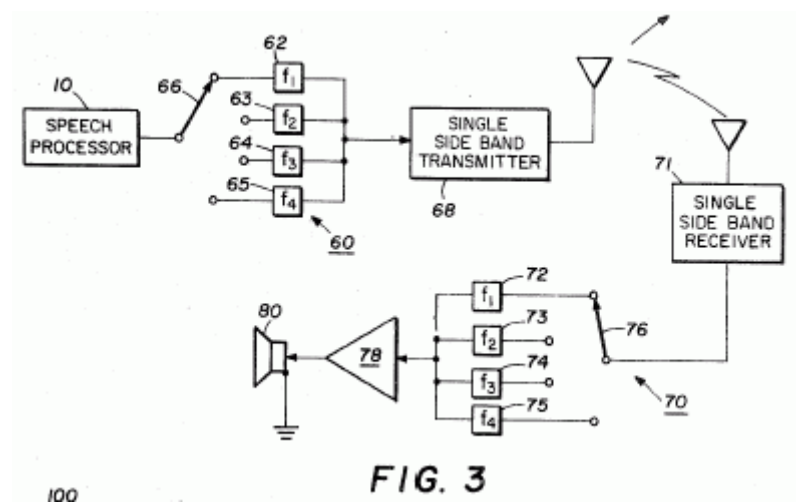 62
10
66
f1
63
SPEECH
PROCESSOR
f2
64
f3
65
f4
60
SINGLE
SIDE BAND
TRANSMITTER
68
71
SINGLE
SIDE BAND
RECEIVER
72
f1
73
80
78
f2
76
74
f3
75
f4
70
FIG. 3
100